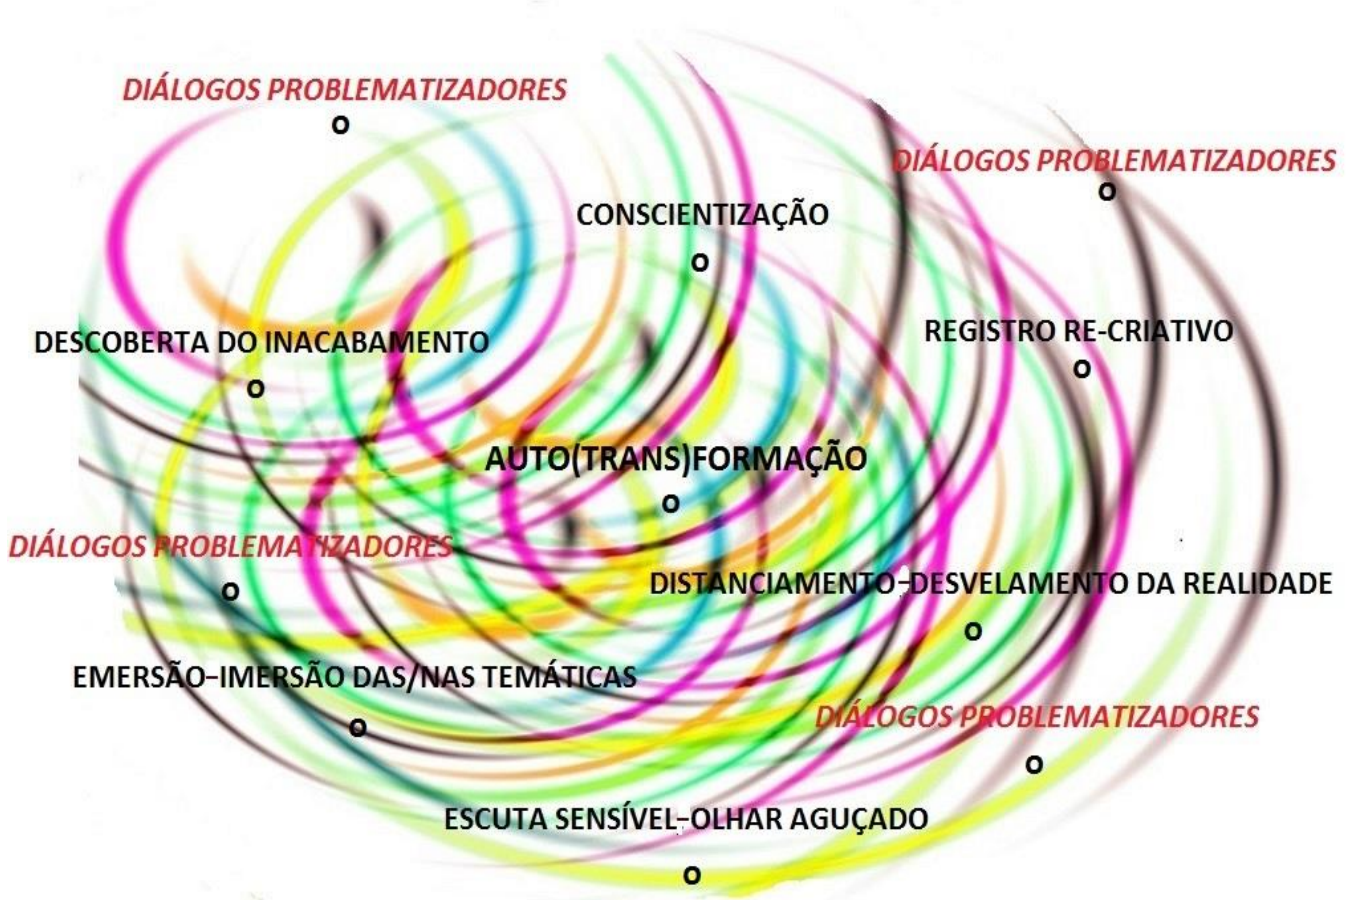 DIÁLOGOS PROBLEMATIZADORES
o
DIÁLOGOS PROBLEMATIZADORES
o
CONSCIENTIZAÇÃO
o
DESCOBERTA DO INACABAMENTO
o
REGISTRO RE-CRIATIVO
o
AUTO(TRANS)FORMAÇÃO
o
DIÁLOGOS PROBLEMATIZADORES
o
DISTANCIAMENTO-DESVELAMENTO DA REALIDADE
o
EMERSÃO-IMERSÃO DAS/NAS TEMÁTICAS
o
DIÁLOGOS PROBLEMATIZADORES
o
ESCUTA SENSÍVEL-OLHAR AGUÇADO
o